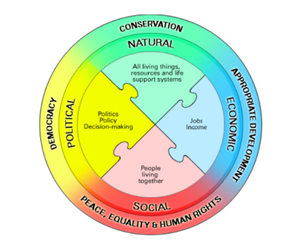 CONSERVATION
NATURAL
All living things,
resources and life
support systems
DEMOCRACY
POLITICAL
Politics
Policy
Decision-making
Jobs
Income
ECONOMIC
APPROPRIATE DEVELOPMENT
People
living
together
SOCIAL
PEACE, EQUALITY & HUMAN RIGHTS